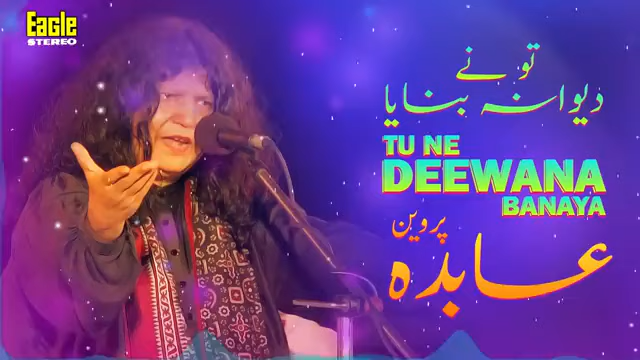 Eagle
STEREO
تو نے
دیوانہ بنایا
TU NE
DEEWANA
BANAYA
پروین
عابدہ